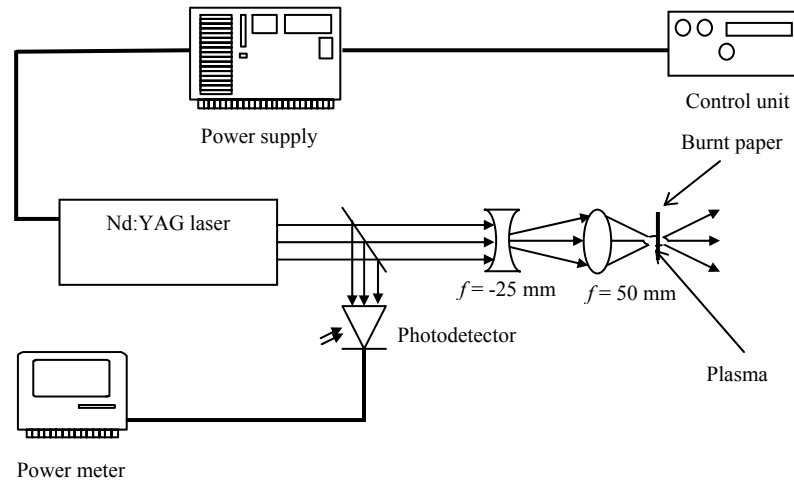 Power supply
Control unit
Burnt paper
Nd:YAG laser
f = -25 mm
f = 50 mm
Photodetector
Plasma
Power meter